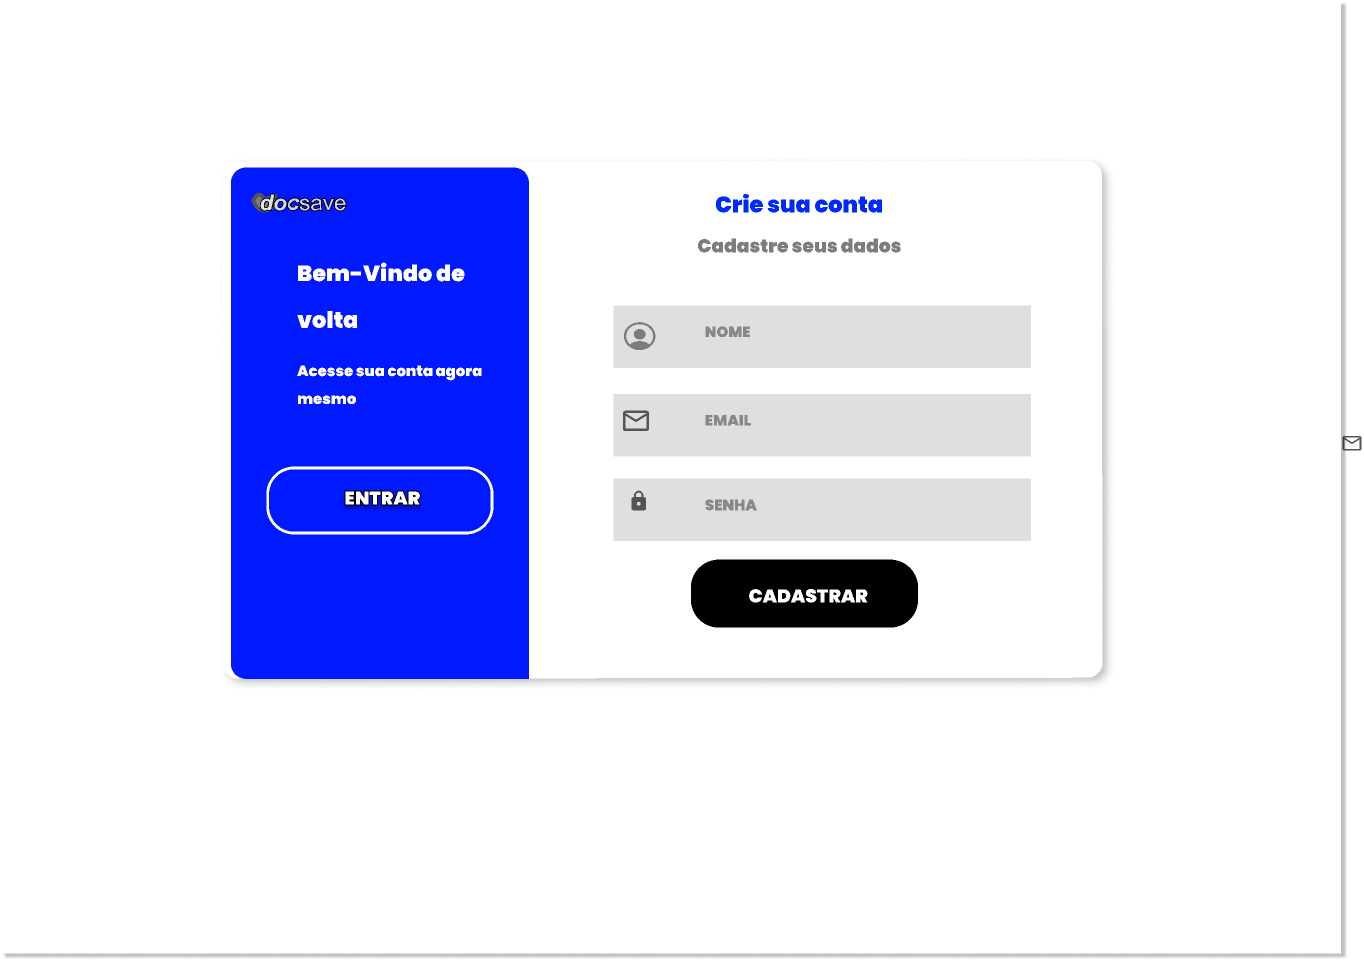 docsave
Bem-Vindo de
volta
Acesse sua conta agora
mesmo
ENTRAR
Crie sua conta
Cadastre seus dados
NOME
EMAIL
SENHA
CADASTRAR